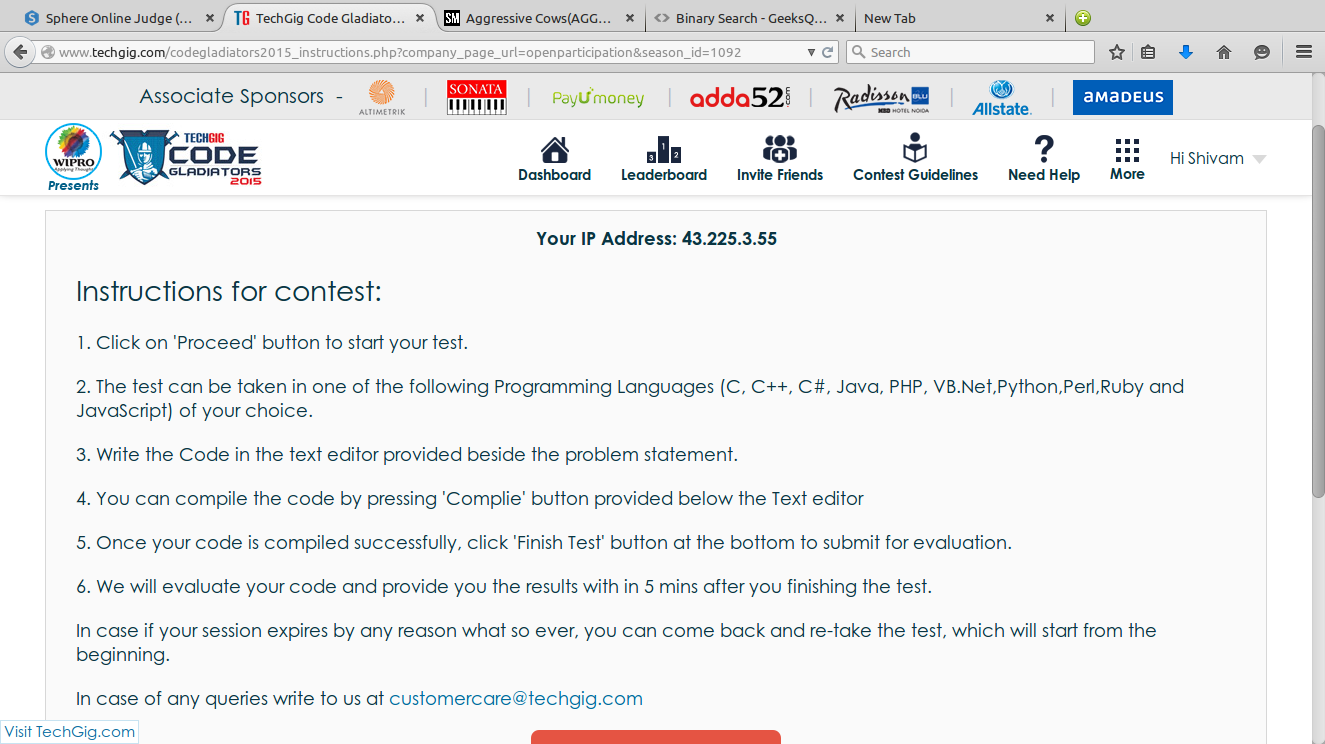 Sphere Online Judge (...
TechGig Code Gladiato...
SM Aggressive Cows(AGG...
Binary Search - GeeksQ...
New Tab
www.techgig.com/codegladiators2015_instructions.php?company_page_url=openparticipation&season_id=1092
Search
Associate Sponsors -
ALTIMETRIK
SONATA
PayUmoney
adda52.com
Radisson BLU
MBD HOTEL NOIDA
Allstate.
aMaDEUS
WIPRO
Applying Thought
Presents
TECHGIG
CODE
GLADIATORS
2015
3 1 2
Dashboard
Leaderboard
Invite Friends
Contest Guidelines
Need Help
More
Hi Shivam
Your IP Address: 43.225.3.55
Instructions for contest:
1. Click on 'Proceed' button to start your test.
2. The test can be taken in one of the following Programming Languages (C, C++, C#, Java, PHP, VB.Net,Python,Perl,Ruby and
JavaScript) of your choice.
3. Write the Code in the text editor provided beside the problem statement.
4. You can compile the code by pressing 'Complie' button provided below the Text editor
5. Once your code is compiled successfully, click 'Finish Test' button at the bottom to submit for evaluation.
6. We will evaluate your code and provide you the results with in 5 mins after you finishing the test.
In case if your session expires by any reason what so ever, you can come back and re-take the test, which will start from the
beginning.
In case of any queries write to us at customercare@techgig.com
Visit TechGig.com